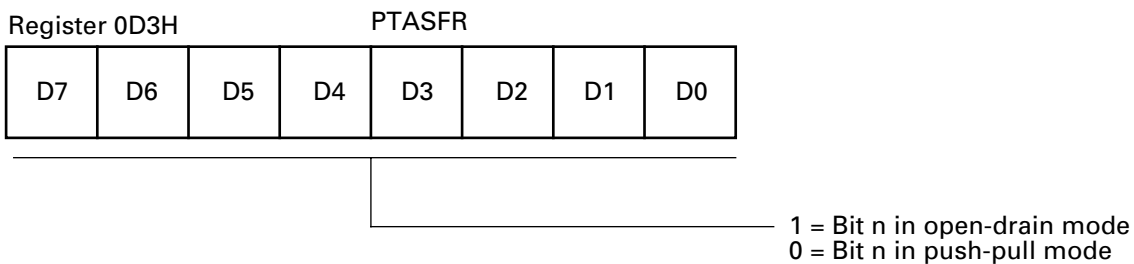 Register 0D3H PTASFR
D7 D6 D5 D4 D3 D2 D1 D0
1 = Bit n in open-drain mode
0 = Bit n in push-pull mode